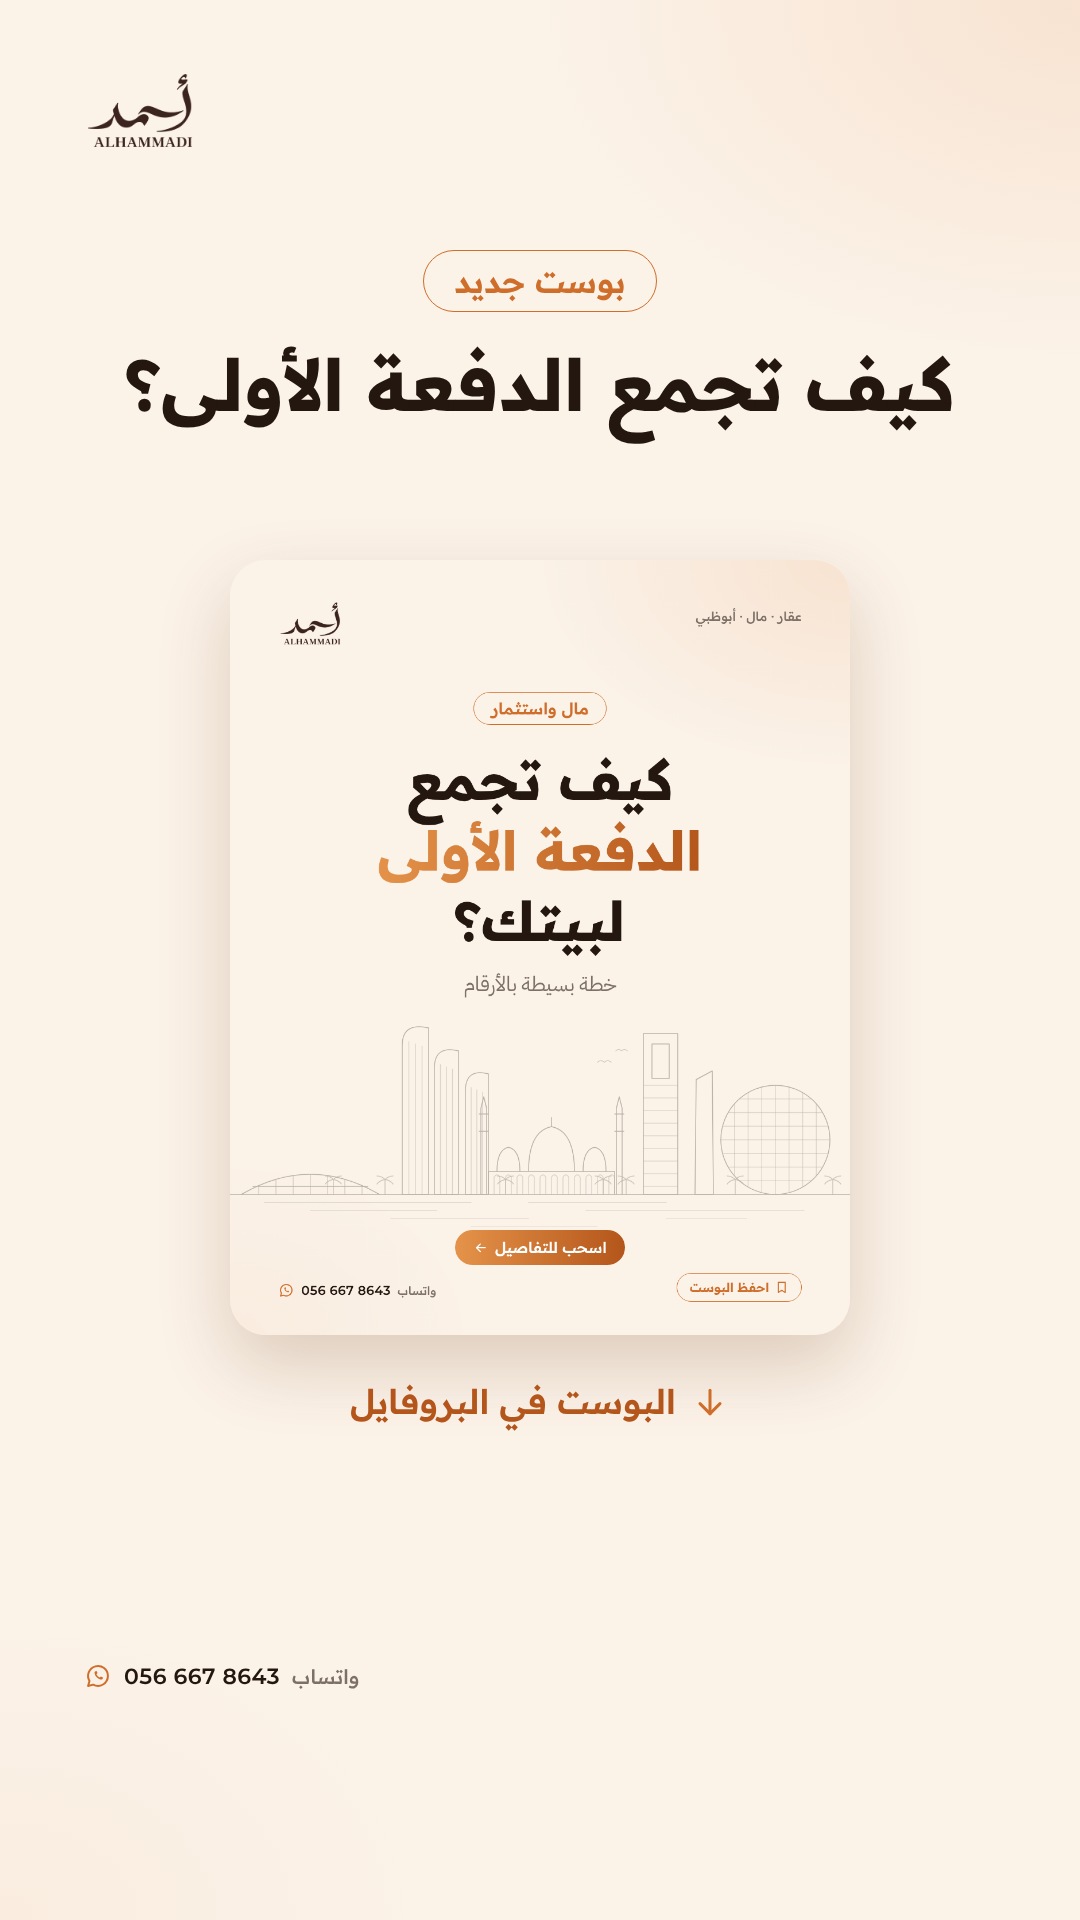 أحمد
ALHAMMADI
بوست جديد
كيف تجمع الدفعة الأولى؟
عقار · مال · أبوظبي
أحمد
ALHAMMADI
مال واستثمار
كيف تجمع
الدفعة الأولى
لبيتك؟
خطة بسيطة بالأرقام
اسحب للتفاصيل ←
احفظ البوست
واتساب 056 667 8643
↓ البوست في البروفايل
واتساب 056 667 8643